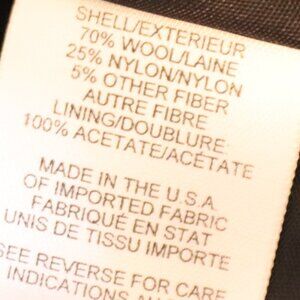 SHELL/EXTERIEUR
70% WOOL/LAINE
25% NYLON/NYLON
5% OTHER FIBER
AUTRE FIBRE
LINING/DOUBLURE
100% ACETATE/ACÉTATE
MADE IN THE U.S.A
OF IMPORTED FABRIC
FABRIQUÉ EN STAT
UNIS DE TISSU IMPORTE
SEE REVERSE FOR CARE
INDICATIONS